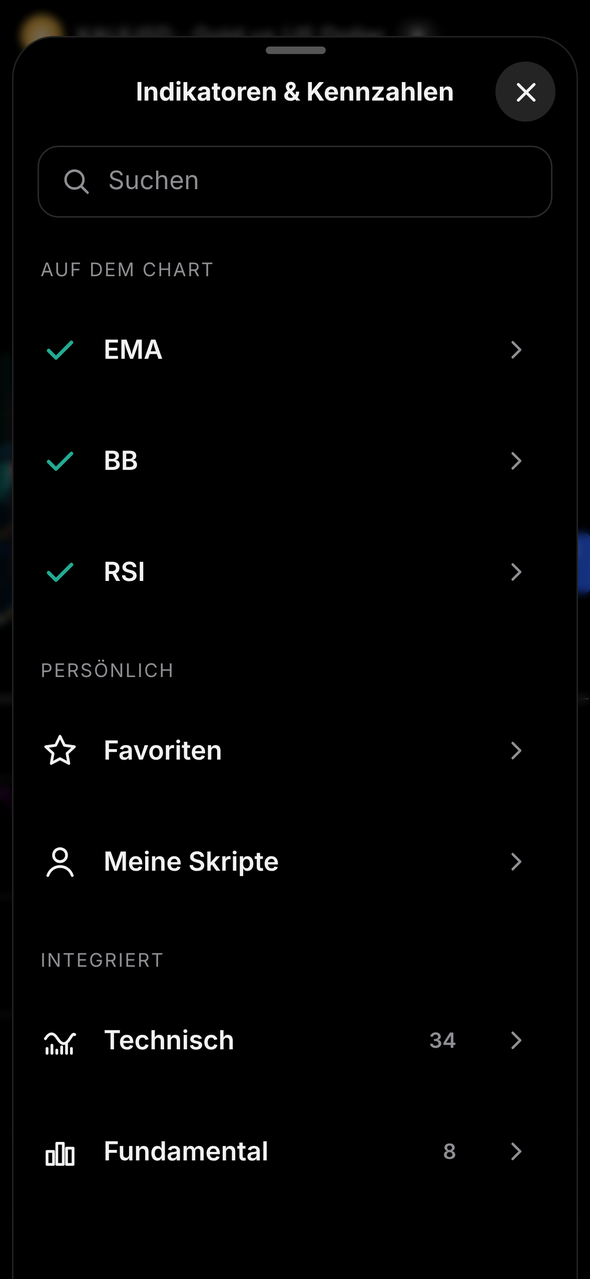 Indikatoren & Kennzahlen
Suchen
AUF DEM CHART
EMA
BB
RSI
PERSÖNLICH
Favoriten
Meine Skripte
INTEGRIERT
Technisch 34
Fundamental 8